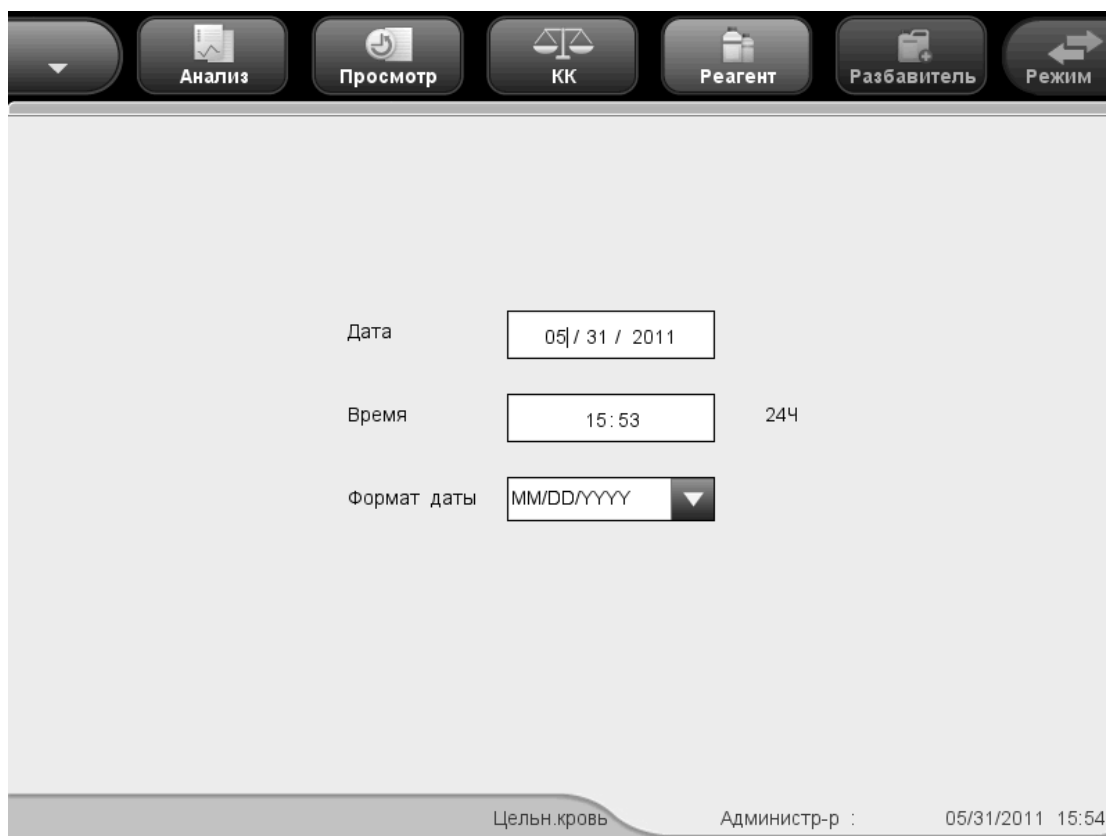 Анализ Просмотр КК Реагент Разбавитель Режим
Дата 05/ 31 / 2011
Время 15:53 24Ч
Формат даты MM/DD/YYYY
Цельн.кровь Администр-р : 05/31/2011 15:54